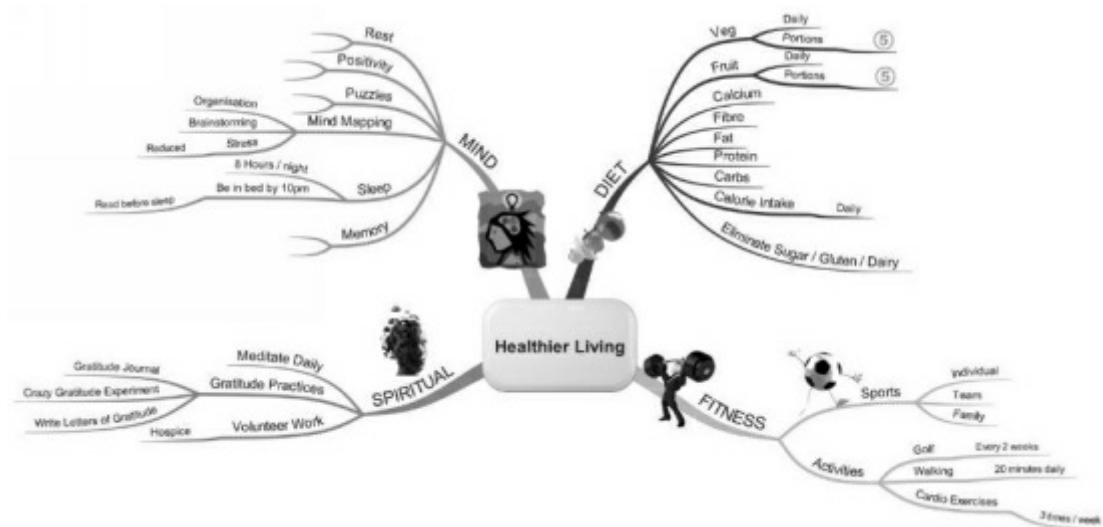 Healthier Living
MIND
Rest
Positivity
Puzzles
Mind Mapping
Organisation
Brainstorming
Stress
Reduced
Sleep
8 Hours / night
Be in bed by 10pm
Read before sleep
Memory
DIET
Veg
Daily
Portions
5
Fruit
Daily
Portions
5
Calcium
Fibre
Fat
Protein
Carbs
Calorie Intake
Daily
Eliminate Sugar / Gluten / Dairy
SPIRITUAL
Meditate Daily
Gratitude Practices
Gratitude Journal
Crazy Gratitude Experiment
Write Letters of Gratitude
Volunteer Work
Hospice
FITNESS
Sports
Individual
Team
Family
Activities
Golf
Every 2 weeks
Walking
20 minutes daily
Cardio Exercises
3 times / week